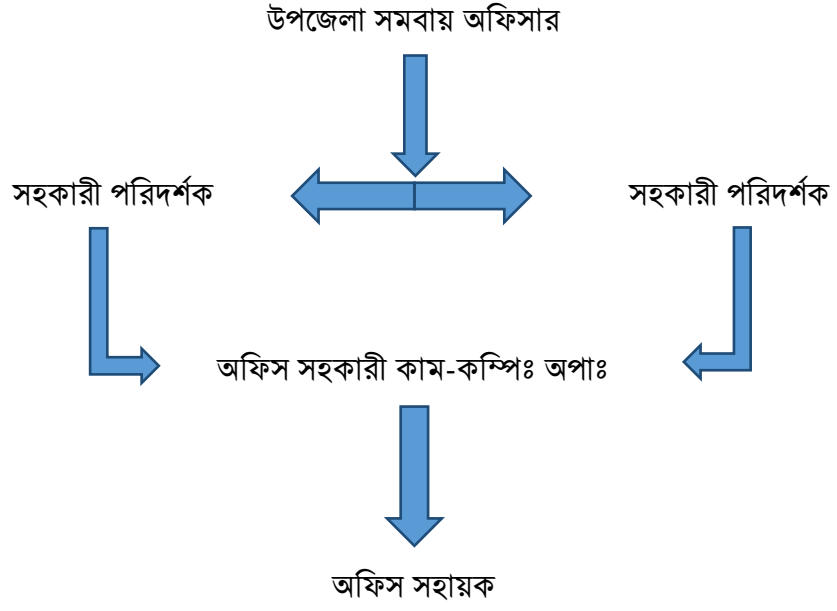 উপজেলা সমবায় অফিসার
সহকারী পরিদর্শক
সহকারী পরিদর্শক
অফিস সহকারী কাম-কম্পিঃ অপাঃ
অফিস সহায়ক